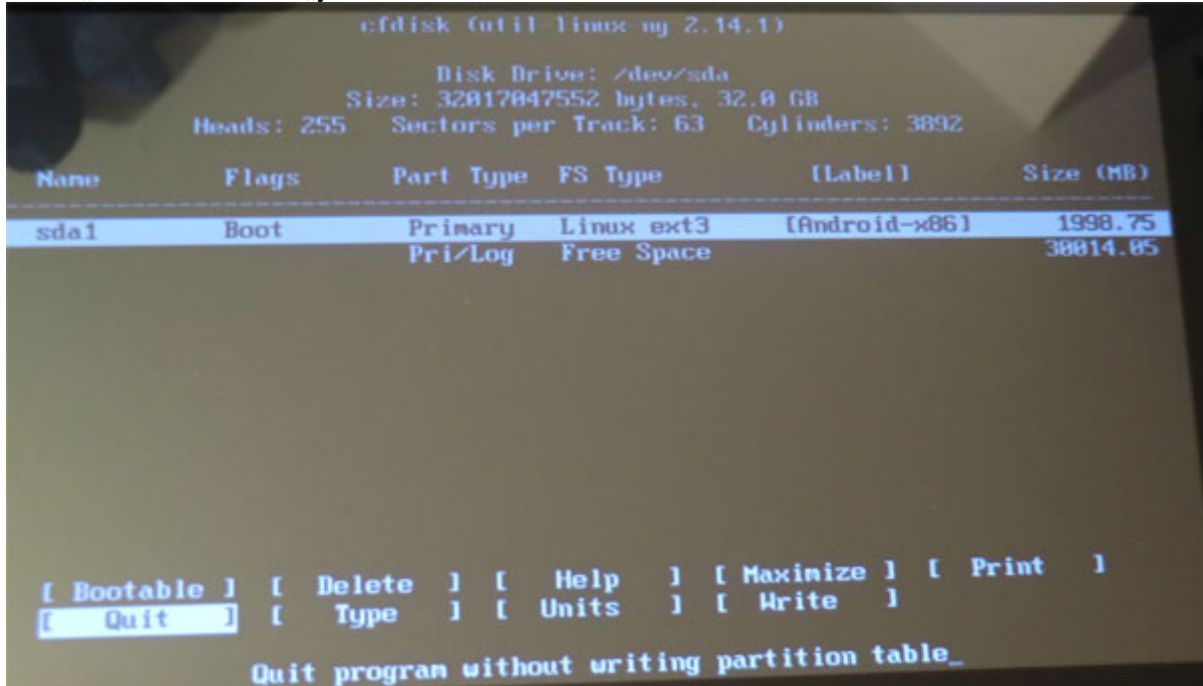 cfdisk (util-linux-ng 2.14.1)
Disk Drive: /dev/sda
Size: 32017047552 bytes, 32.0 GB
Heads: 255 Sectors per Track: 63 Cylinders: 3892
Name Flags Part Type FS Type [Label] Size (MB)
sda1 Boot Primary Linux ext3 [Android-x86] 1998.75
Pri/Log Free Space 30014.05
[ Bootable ] [ Delete ] [ Help ] [ Maximize ] [ Print ]
[ Quit ] [ Type ] [ Units ] [ Write ]
Quit program without writing partition table_